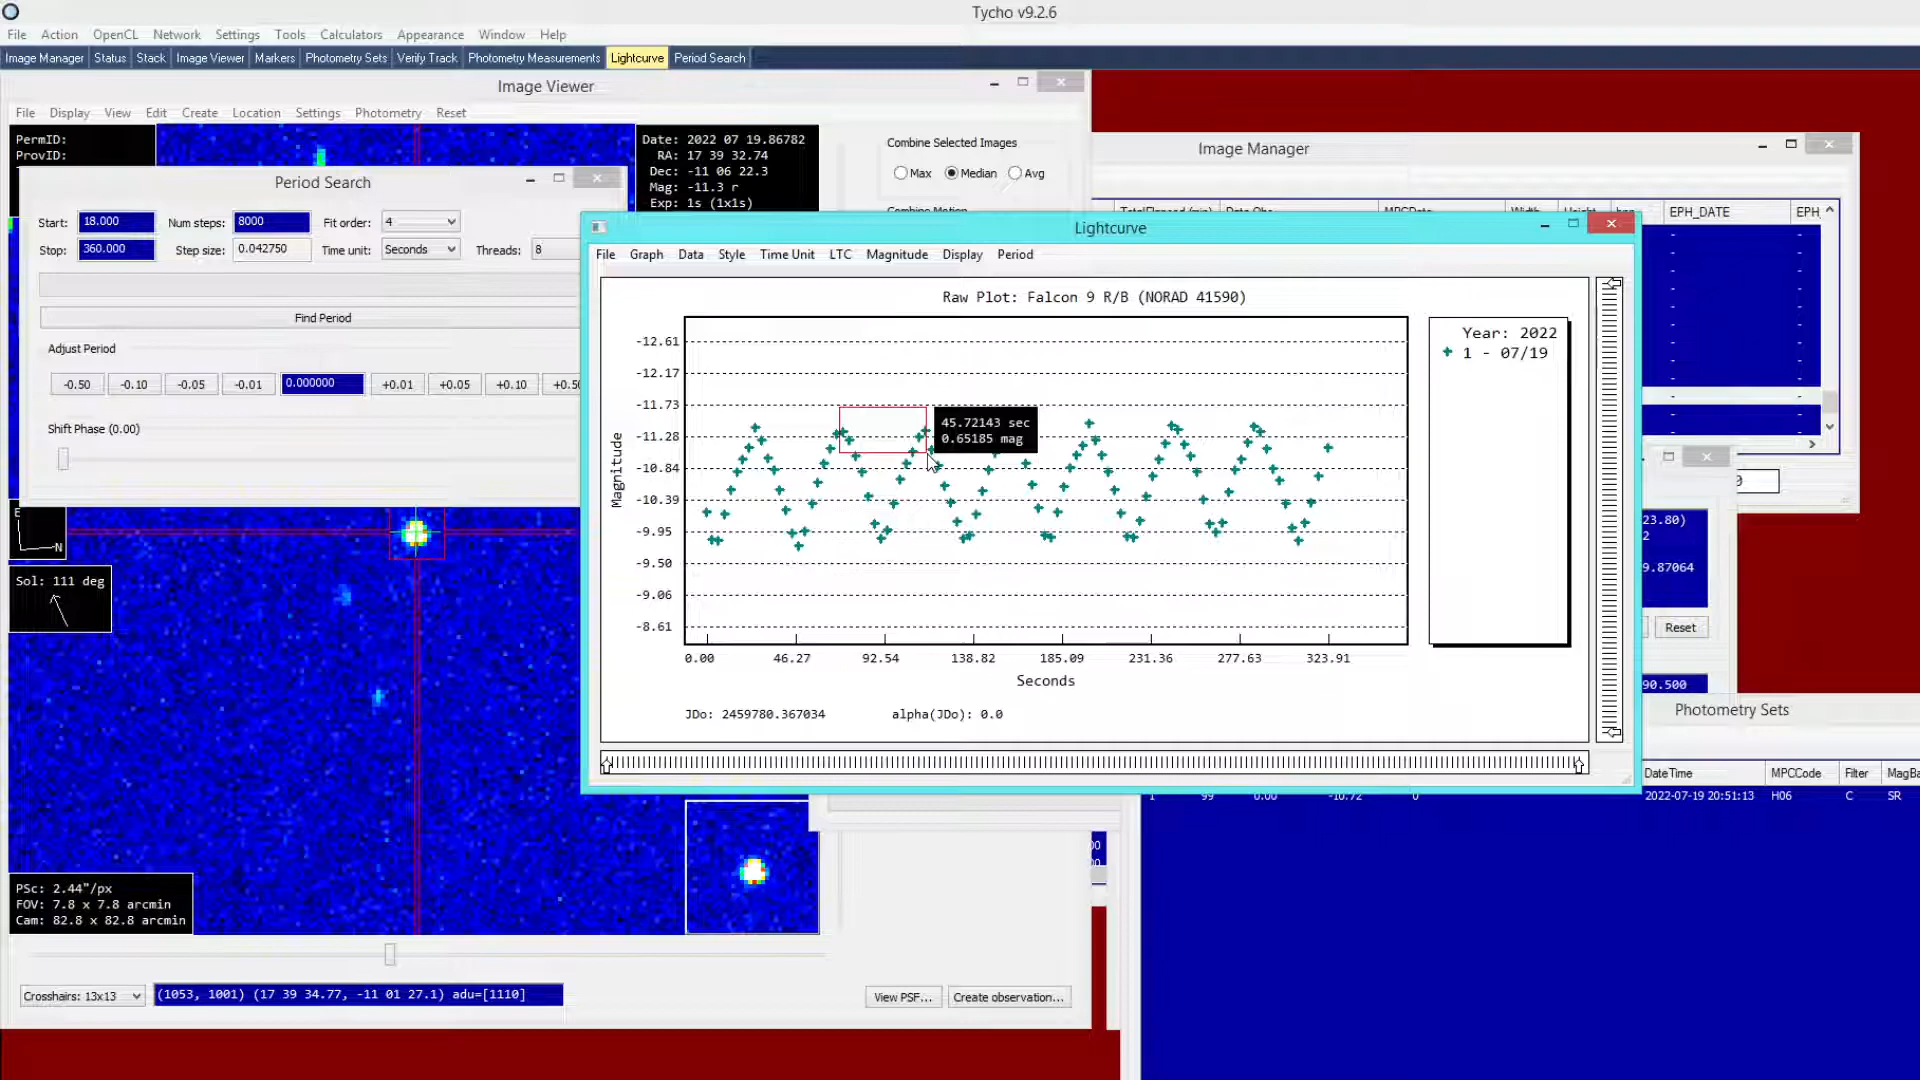 Tycho v9.2.6
File Action OpenCL Network Settings Tools Calculators Appearance Window Help
Image Manager Status Stack Image Viewer Markers Photometry Sets Verify Track Photometry Measurements Lightcurve Period Search
Image Viewer
File Display View Edit Create Location Settings Photometry Reset
PermID:
ProvID:
Date: 2022 07 19.86782
RA: 17 39 32.74
Dec: -11 06 22.3
Mag: -11.3 r
Exp: 1s (1x1s)
Combine Selected Images
Max Median Avg
Image Manager
EPH_DATE
Period Search
Start: 18.000 Num steps: 8000 Fit order: 4
Stop: 360.000 Step size: 0.042750 Time unit: Seconds Threads: 8
Find Period
Adjust Period
-0.50 -0.10 -0.05 -0.01 0.000000 +0.01 +0.05 +0.10 +0.50
Shift Phase (0.00)
Lightcurve
File Graph Data Style Time Unit LTC Magnitude Display Period
Raw Plot: Falcon 9 R/B (NORAD 41590)
Year: 2022
1 - 07/19
-12.61
-12.17
-11.73
-11.28
-10.84
-10.39
-9.95
-9.50
-9.06
-8.61
Magnitude
45.72143 sec
0.65185 mag
0.00 46.27 92.54 138.82 185.09 231.36 277.63 323.91
Seconds
JDo: 2459780.367034 alpha(JDo): 0.0
E
N
Sol: 111 deg
23.80)
2
9.87064
Reset
90.500
Photometry Sets
DateTime MPCCode Filter MagBa
1 99 0.00 -10.72 0 2022-07-19 20:51:13 H06 C SR
PSc: 2.44"/px
FOV: 7.8 x 7.8 arcmin
Cam: 82.8 x 82.8 arcmin
Crosshairs: 13x13 (1053, 1001) (17 39 34.77, -11 01 27.1) adu=[1110] View PSF... Create observation...